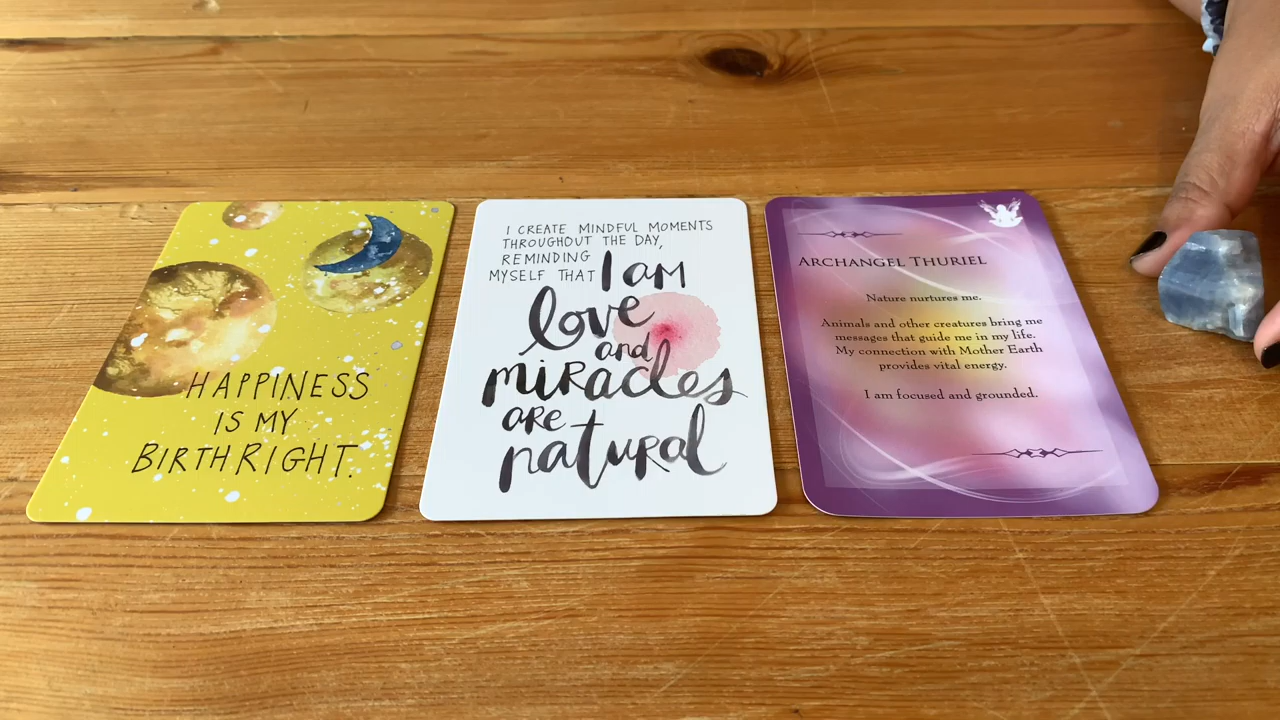 HAPPINESS
IS MY
BIRTHRIGHT.
I CREATE MINDFUL MOMENTS
THROUGHOUT THE DAY,
REMINDING
MYSELF THAT I AM
love
and
miRacles
aRe
natuRal
ARCHANGEL THURIEL
Nature nurtures me.
Animals and other creatures bring me
messages that guide me in my life.
My connection with Mother Earth
provides vital energy.
I am focused and grounded.